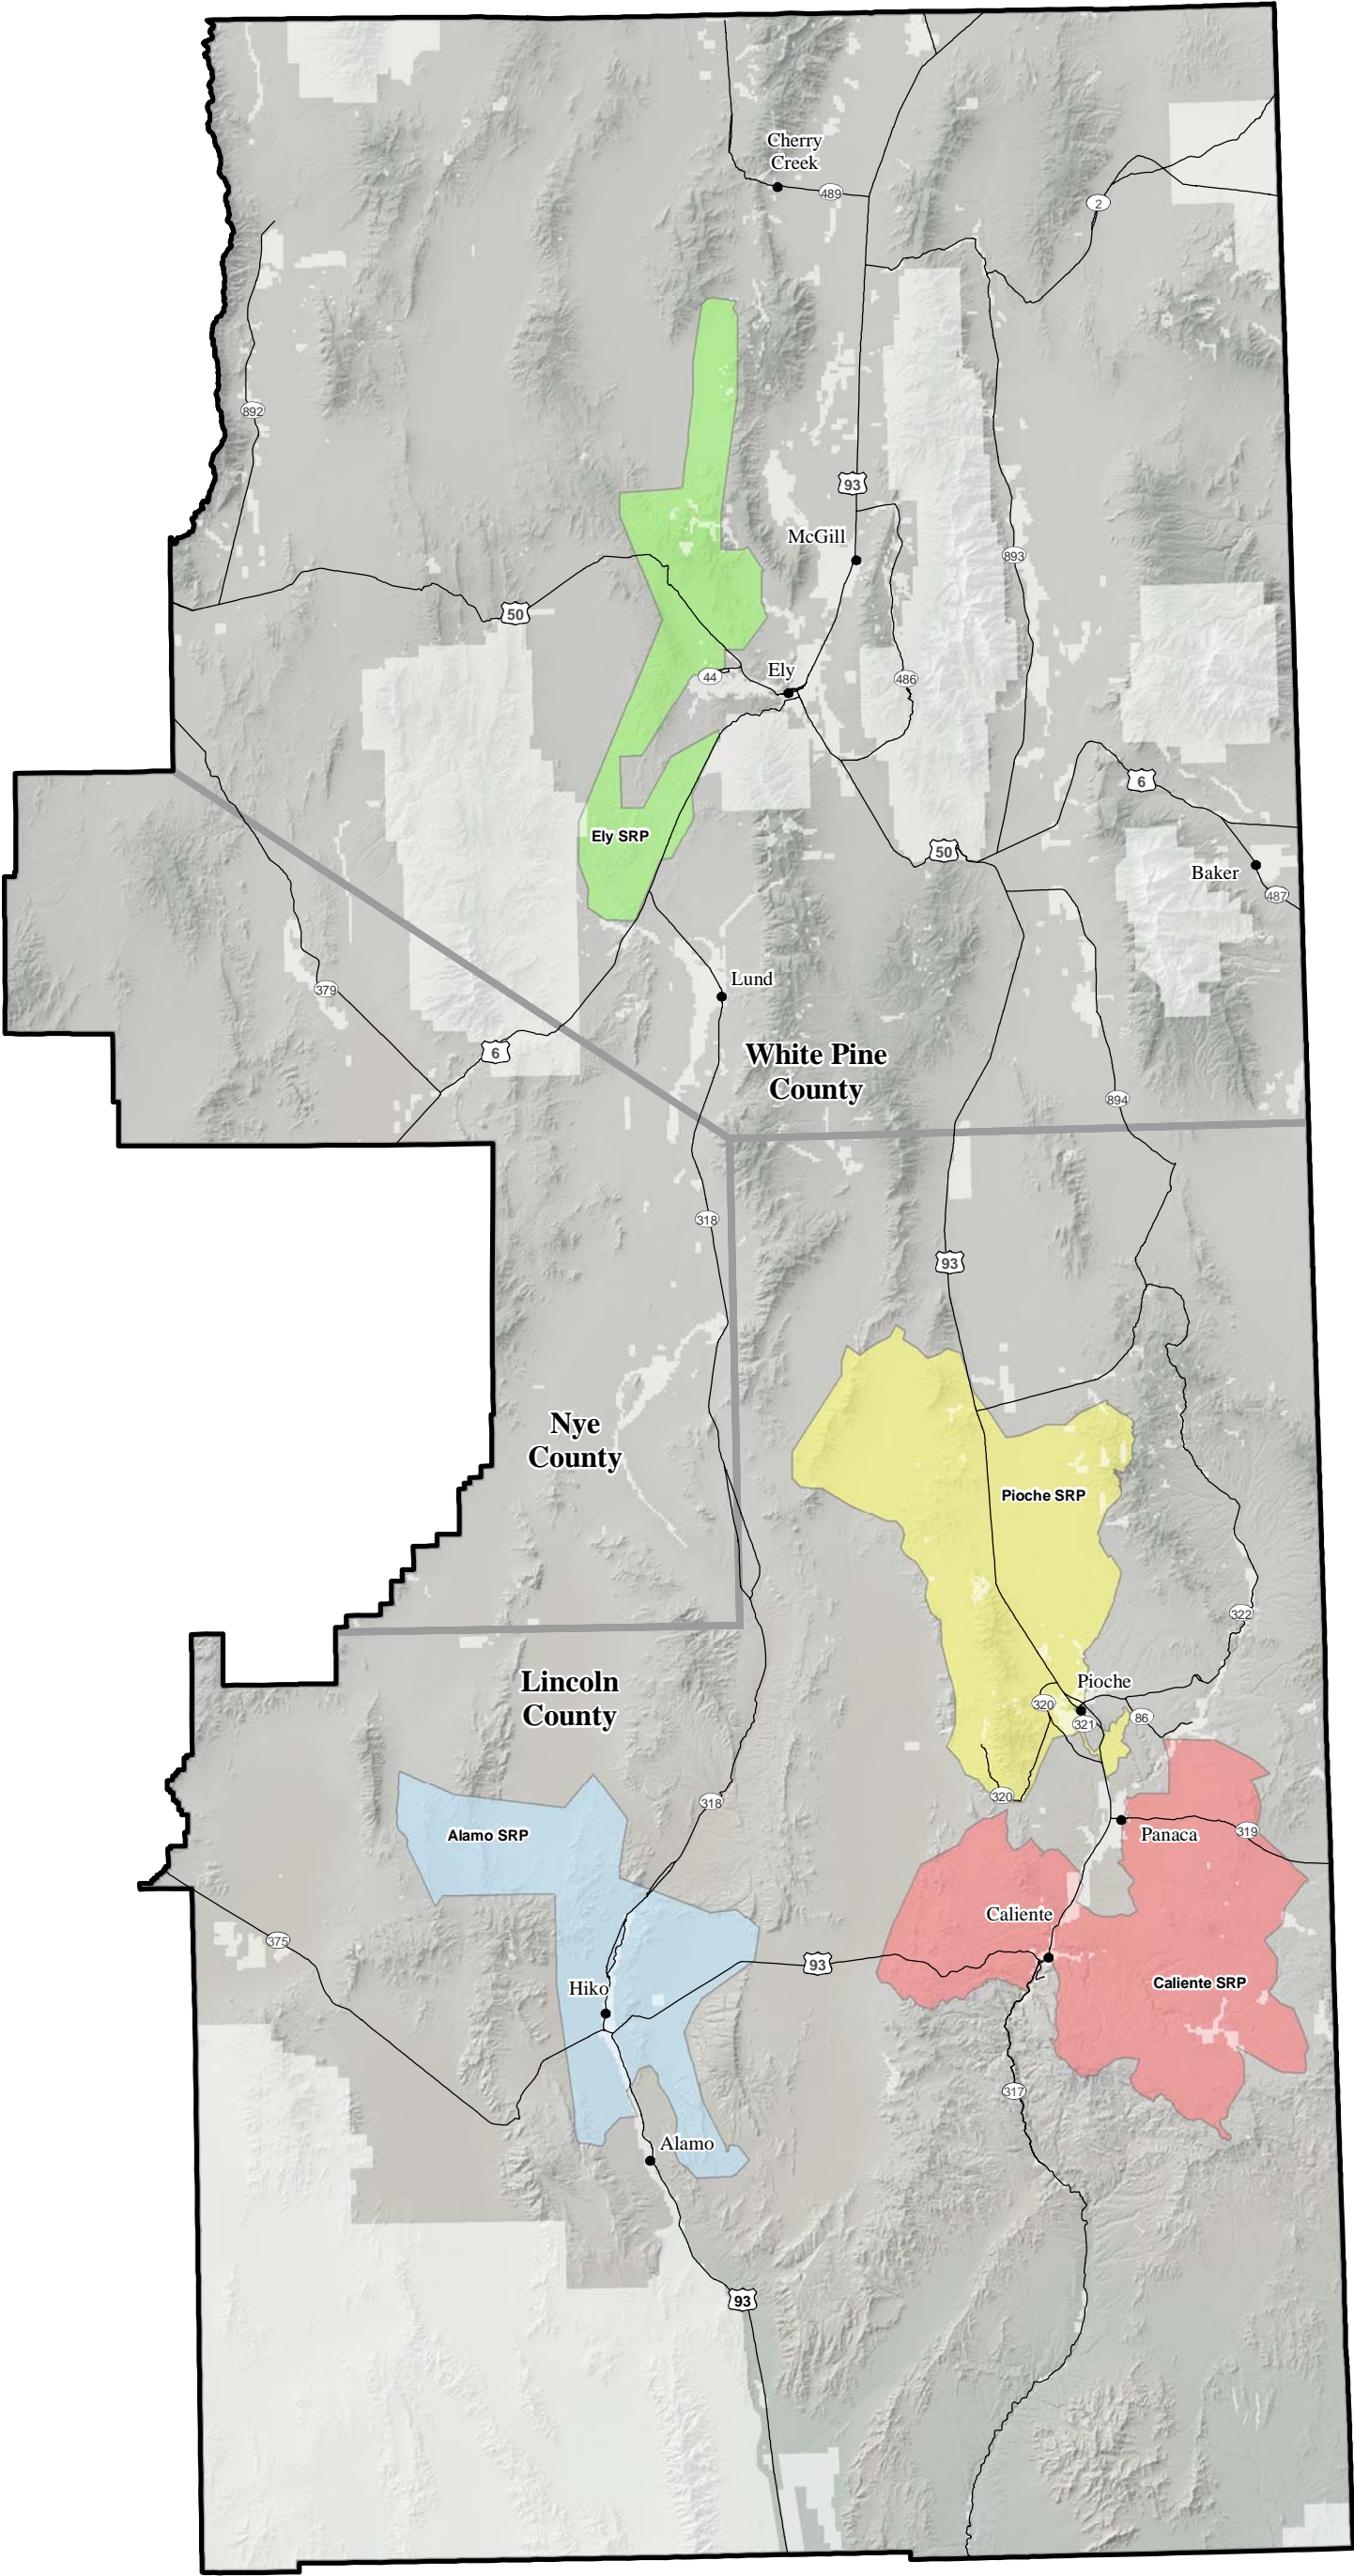 Cherry
Creek
489
2
892
93
McGill
893
50
Ely
44
486
6
Ely SRP
50
Baker
487
Lund
379
6
White Pine
County
894
318
93
Nye
County
Pioche SRP
322
Pioche
320
321
86
Lincoln
County
320
318
Alamo SRP
Panaca
319
Caliente
375
93
Hiko
Caliente SRP
317
Alamo
93